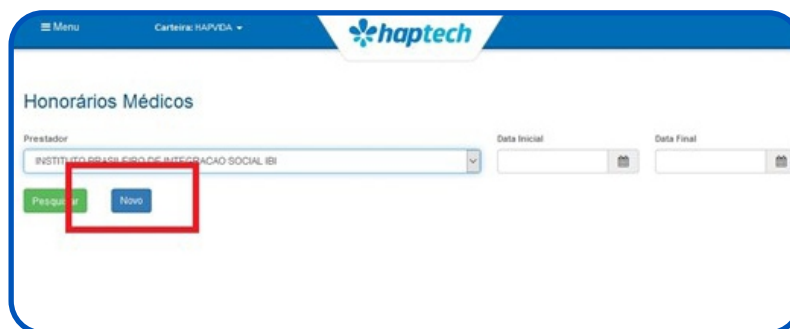 Menu
Carteira: HAPVIDA
haptech
Honorários Médicos
Prestador
Data Inicial
Data Final
INSTITUTO BRASILEIRO DE INTEGRACAO SOCIAL IBI
Pesquisar
Novo